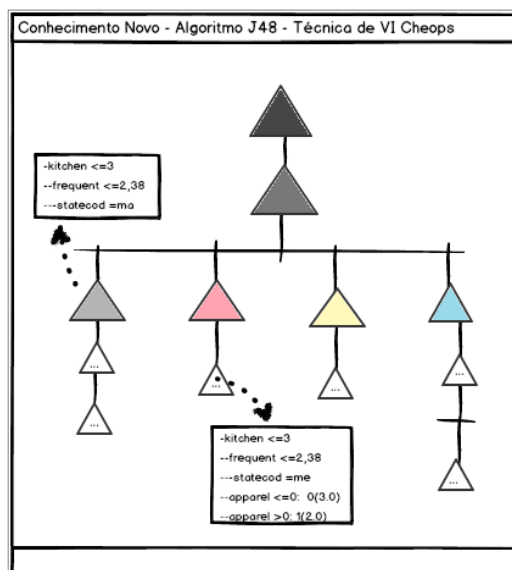 Conhecimento Novo - Algoritmo J48 - Técnica de VI Cheops
-kitchen <=3
--frequent <=2,38
---statecod =ma
...
...
...
...
...
...
-kitchen <=3
--frequent <=2,38
---statecod =me
--apparel <=0: 0(3.0)
--apparel >0: 1(2.0)